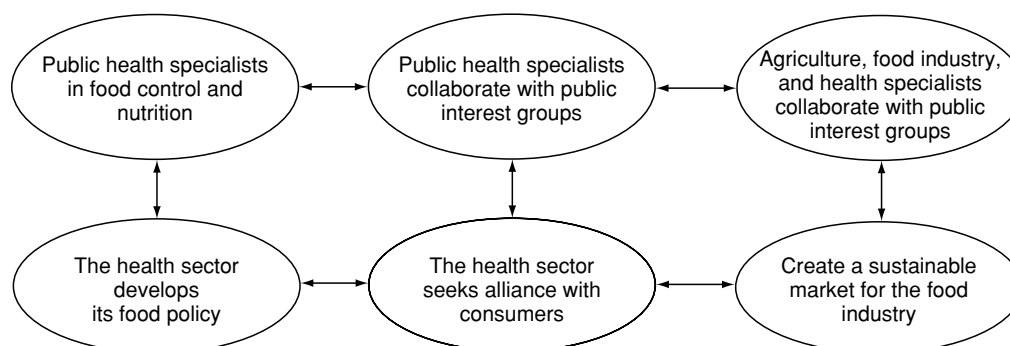 Public health specialists
in food control and
nutrition
Public health specialists
collaborate with public
interest groups
Agriculture, food industry,
and health specialists
collaborate with public
interest groups
The health sector
develops
its food policy
The health sector
seeks alliance with
consumers
Create a sustainable
market for the food
industry